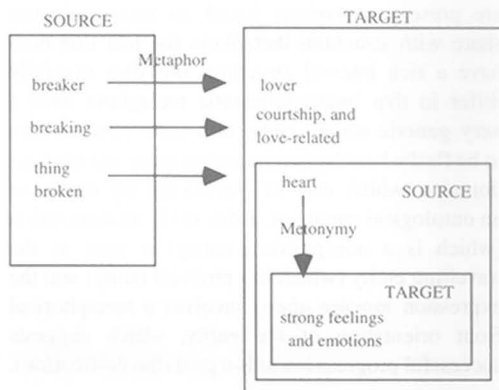 SOURCE
TARGET
Metaphor
breaker
lover
breaking
courtship, and
love-related
thing
broken
heart
SOURCE
Metonymy
TARGET
strong feelings
and emotions